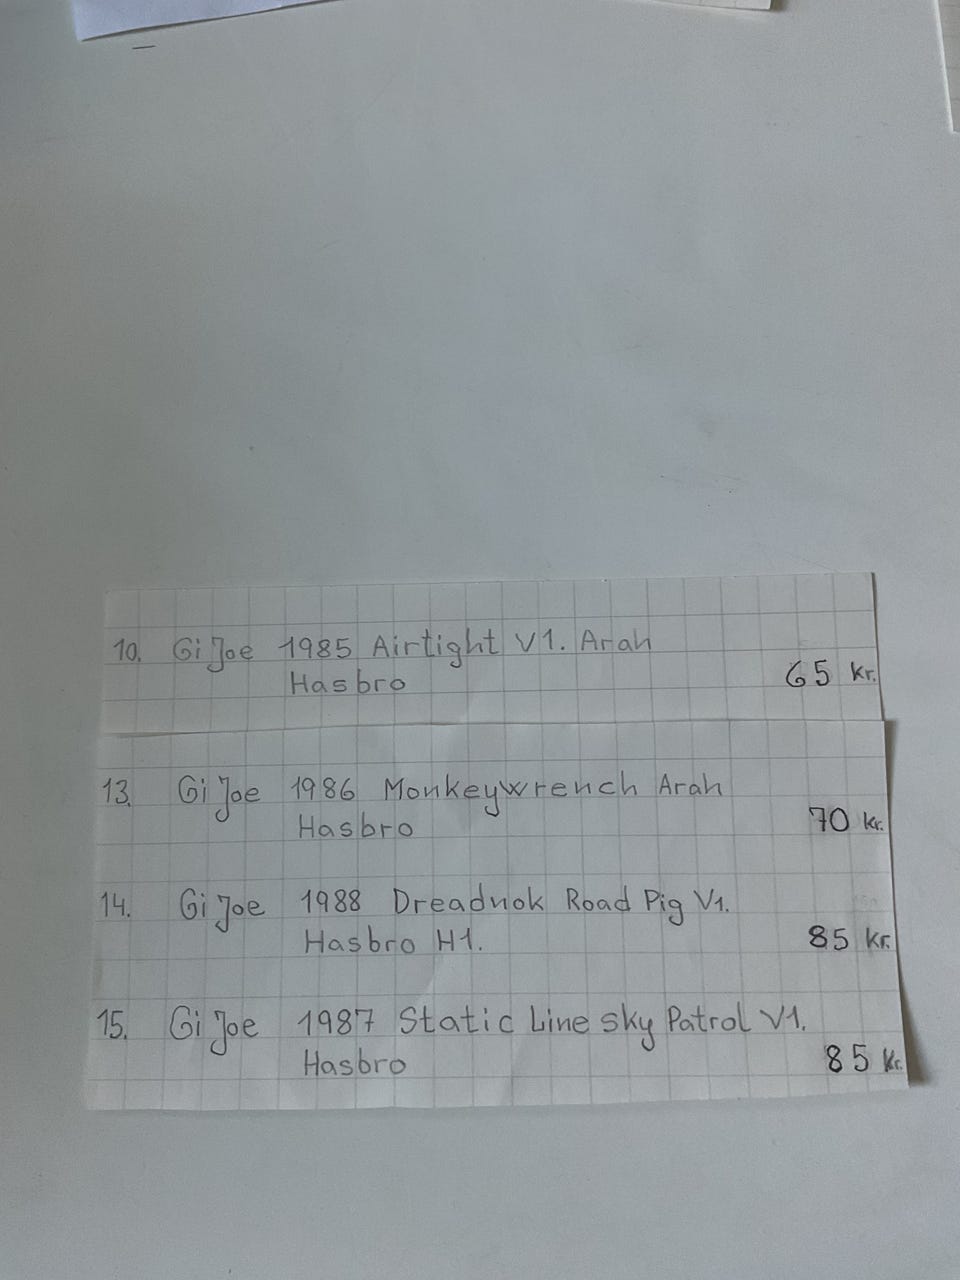 10. Gi Joe 1985 Airtight V1. Arah
Hasbro 65 kr.
13. Gi Joe 1986 Monkeywrench Arah
Hasbro 70 kr.
14. Gi Joe 1988 Dreadnok Road Pig V1.
Hasbro H1. 85 kr.
15. Gi Joe 1987 Static Line sky Patrol V1.
Hasbro 85 kr.